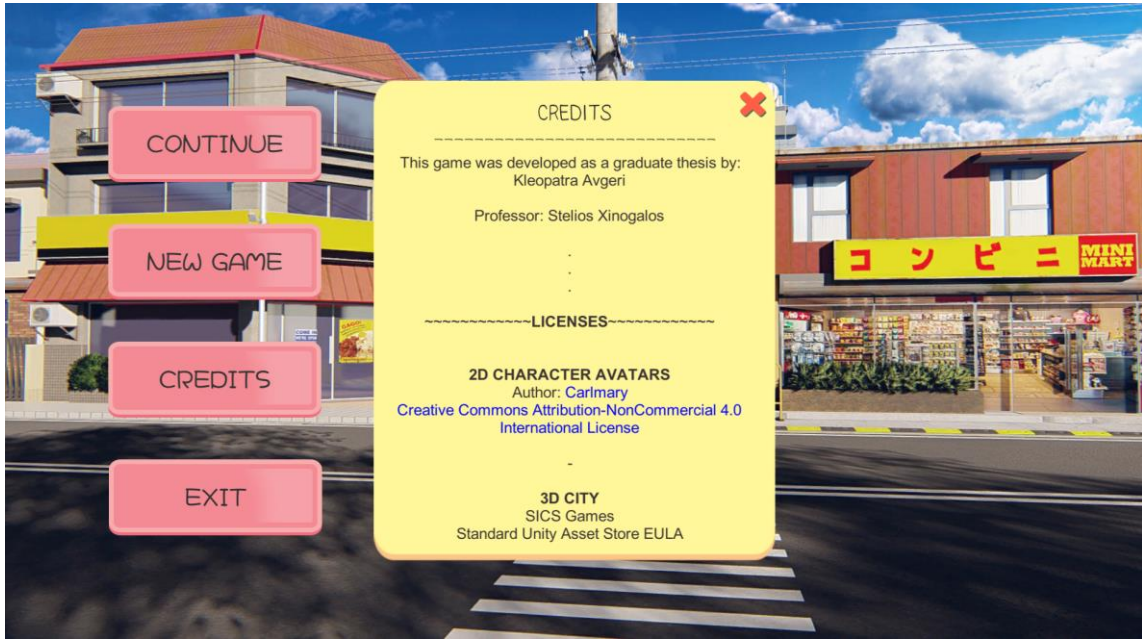 CONTINUE
NEW GAME
CREDITS
EXIT
CREDITS
~~~~~~~~~~~~~~~~~~~~~~~~~~~~
This game was developed as a graduate thesis by:
Kleopatra Avgeri
Professor: Stelios Xinogalos
.
.
.
~~~~~~~~~~~~LICENSES~~~~~~~~~~~~
2D CHARACTER AVATARS
Author: Carlmary
Creative Commons Attribution-NonCommercial 4.0
International License
-
3D CITY
SICS Games
Standard Unity Asset Store EULA
コンビニ
MINI
MART
COME IN